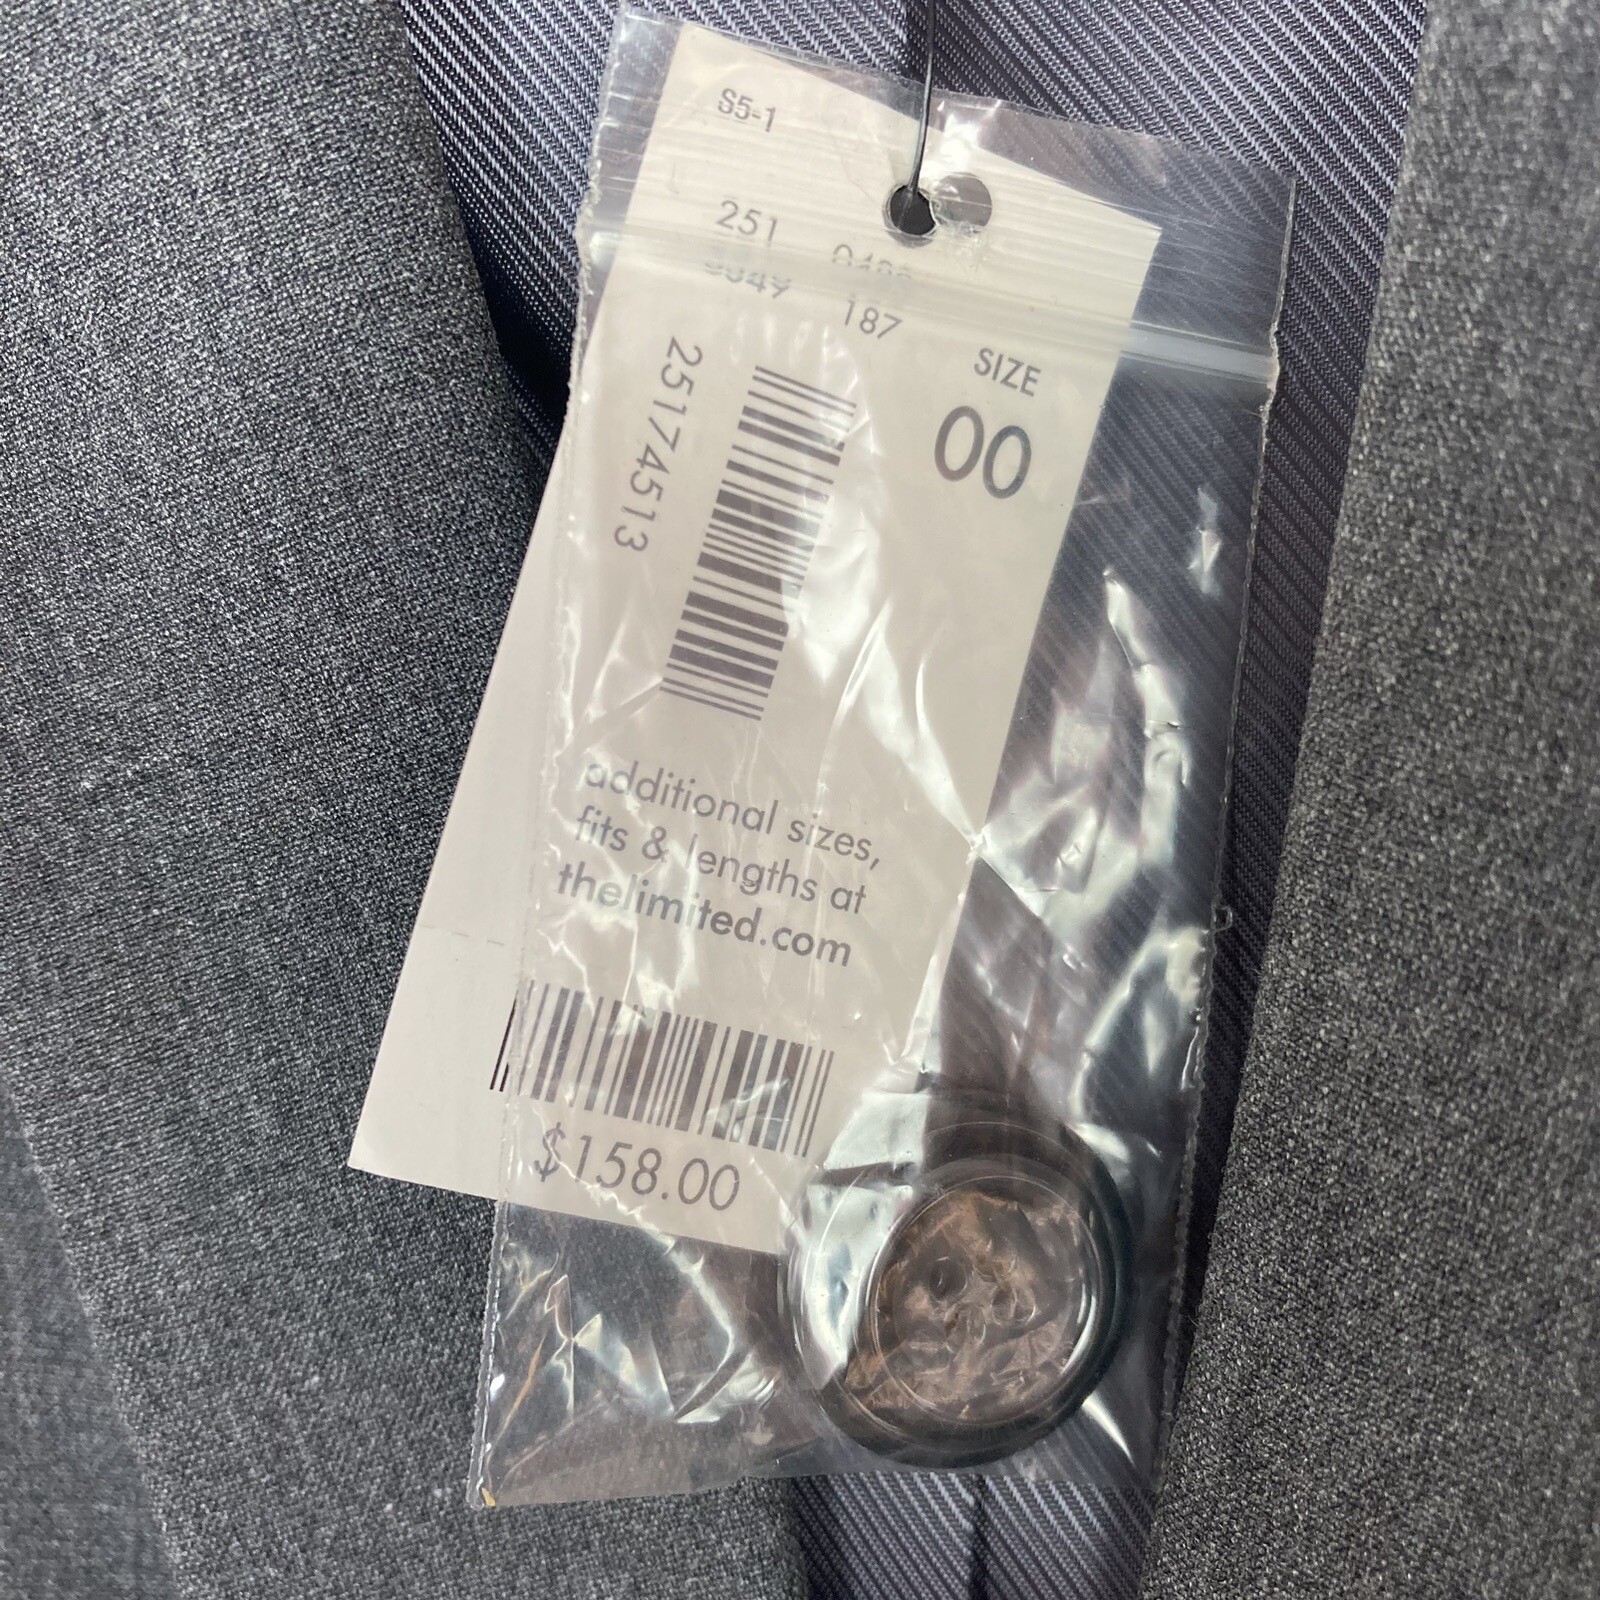 S5-1
251
187
SIZE
00
25174513
additional sizes,
fits & lengths at
thelimited.com
$158.00